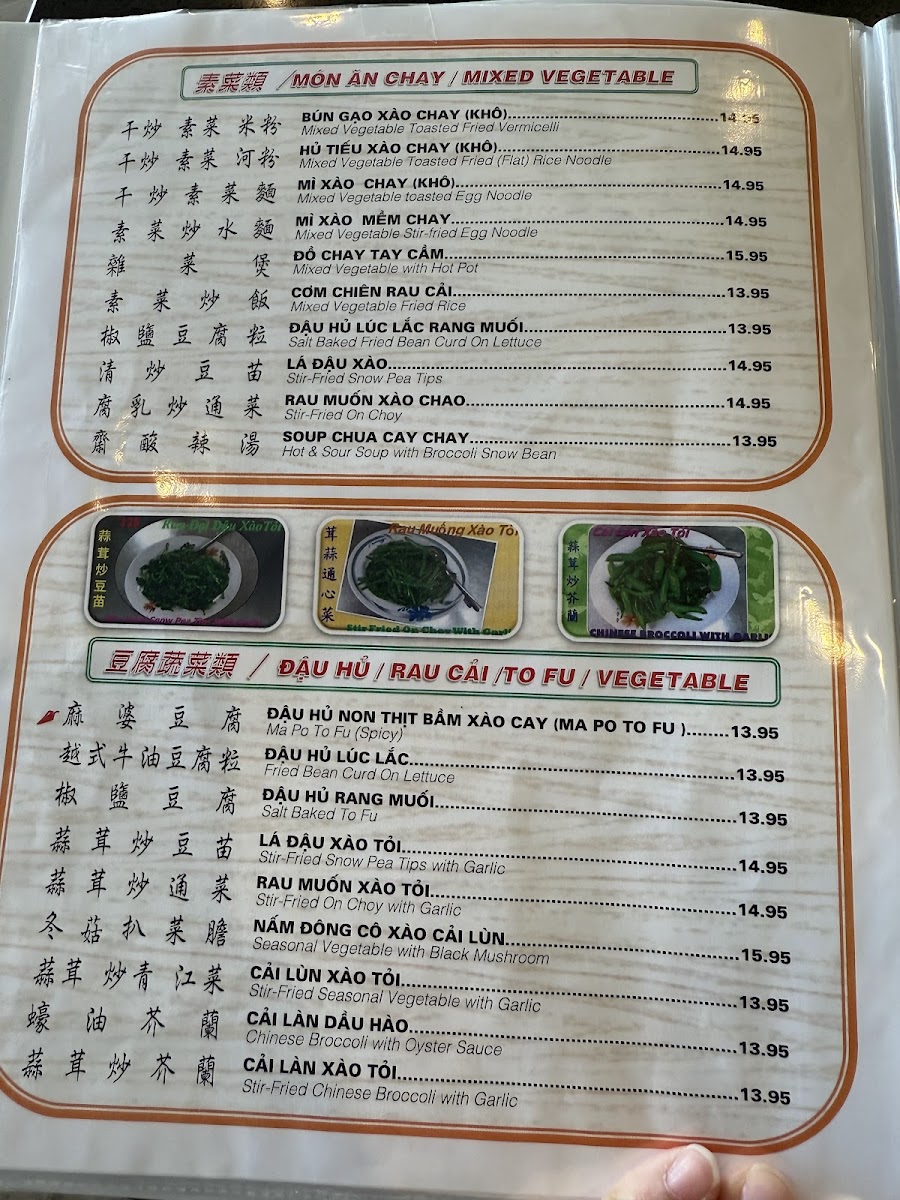 素菜類 / MÓN ĂN CHAY / MIXED VEGETABLE
干炒 素菜 米粉 BÚN GẠO XÀO CHAY (KHÔ)........14.95
Mixed Vegetable Toasted Fried Vermicelli
干炒 素菜 河粉 HỦ TIẾU XÀO CHAY (KHÔ)........14.95
Mixed Vegetable Toasted Fried (Flat) Rice Noodle
干炒素菜麵 MÌ XÀO CHAY (KHÔ)........14.95
Mixed Vegetable toasted Egg Noodle
素菜炒水麵 MÌ XÀO MỀM CHAY........14.95
Mixed Vegetable Stir-fried Egg Noodle
雜菜煲 ĐỒ CHAY TAY CẦM........15.95
Mixed Vegetable with Hot Pot
素菜炒飯 CƠM CHIÊN RAU CẢI........13.95
Mixed Vegetable Fried Rice
椒鹽豆腐粒 ĐẬU HỦ LÚC LẮC RANG MUỐI........13.95
Salt Baked Fried Bean Curd On Lettuce
清炒豆苗 LÁ ĐẬU XÀO........14.95
Stir-Fried Snow Pea Tips
腐乳炒通菜 RAU MUỐN XÀO CHAO........14.95
Stir-Fried On Choy
齋酸辣湯 SOUP CHUA CAY CHAY........13.95
Hot & Sour Soup with Broccoli Snow Bean
Rau Đọt Đậu Xào Tỏi
蒜茸炒豆苗
Snow Pea
Rau Muống Xào Tỏi
茸蒜通心菜
Stir Fried On Choy With Garli
Cải Làn Xào Tỏi
蒜茸炒芥蘭
CHINESE BROCCOLI WITH GARLI
豆腐蔬菜類 / ĐẬU HỦ / RAU CẢI /TO FU / VEGETABLE
麻婆豆腐 ĐẬU HỦ NON THỊT BẰM XÀO CAY (MA PO TO FU )........13.95
Ma Po To Fu (Spicy)
越式牛油豆腐粒 ĐẬU HỦ LÚC LẮC........13.95
Fried Bean Curd On Lettuce
椒鹽豆腐 ĐẬU HỦ RANG MUỐI........13.95
Salt Baked To Fu
蒜茸炒豆苗 LÁ ĐẬU XÀO TỎI........14.95
Stir-Fried Snow Pea Tips with Garlic
蒜茸炒通菜 RAU MUỐN XÀO TỎI........14.95
Stir-Fried On Choy with Garlic
冬菇扒菜膽 NẤM ĐÔNG CÔ XÀO CẢI LÙN........15.95
Seasonal Vegetable with Black Mushroom
蒜茸炒青江菜 CẢI LÙN XÀO TỎI........13.95
Stir-Fried Seasonal Vegetable with Garlic
蠔油芥蘭 CẢI LÀN DẦU HÀO........13.95
Chinese Broccoli with Oyster Sauce
蒜茸炒芥蘭 CẢI LÀN XÀO TỎI........13.95
Stir-Fried Chinese Broccoli with Garlic